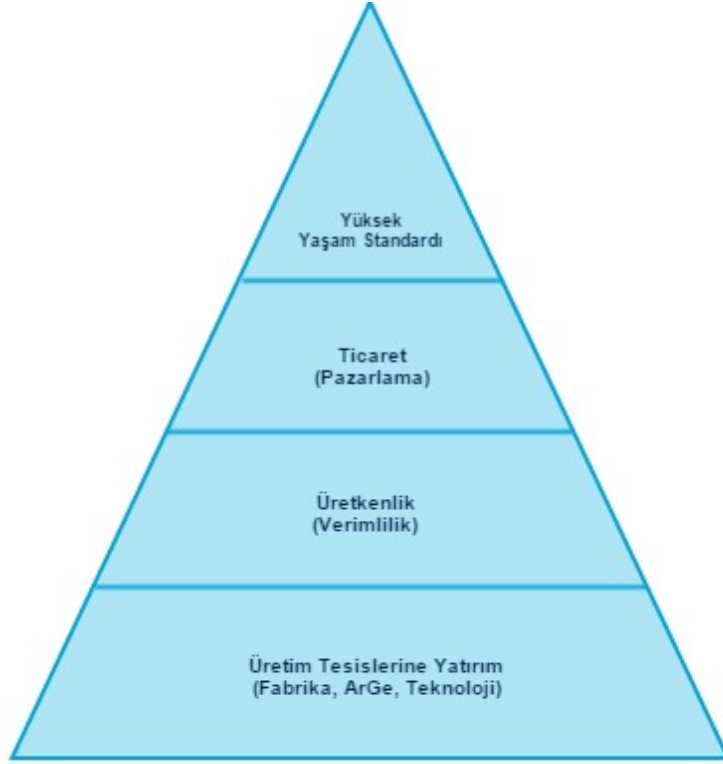 Yüksek
Yaşam Standardı
Ticaret
(Pazarlama)
Üretkenlik
(Verimlilik)
Üretim Tesislerine Yatırım
(Fabrika, ArGe, Teknoloji)